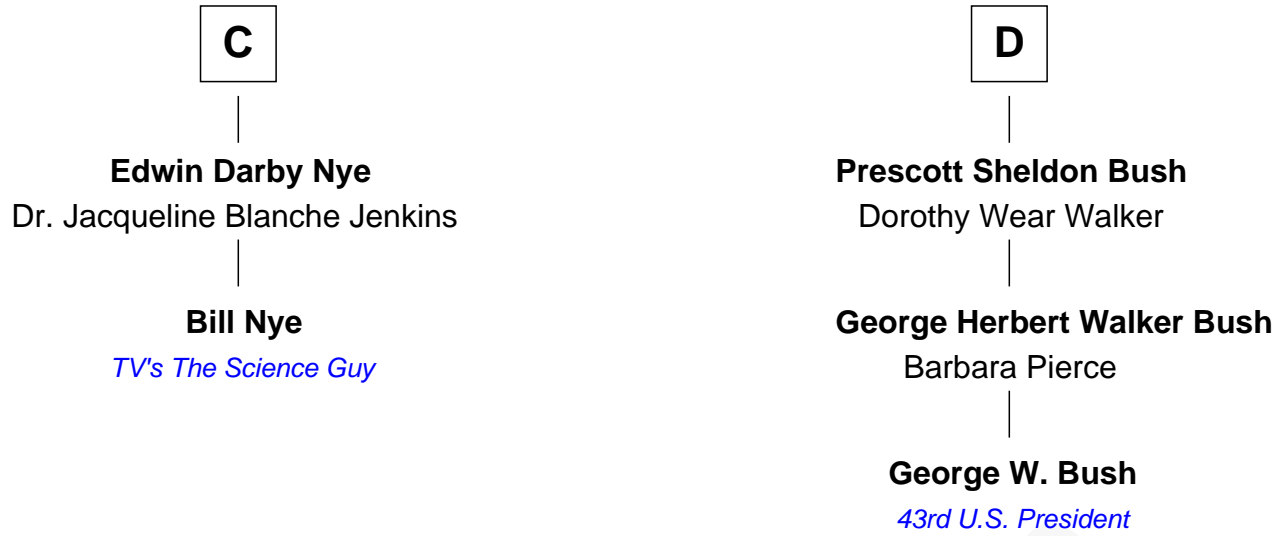 C
Edwin Darby Nye
Dr. Jacqueline Blanche Jenkins
Bill Nye
TV's The Science Guy
D
Prescott Sheldon Bush
Dorothy Wear Walker
George Herbert Walker Bush
Barbara Pierce
George W. Bush
43rd U.S. President